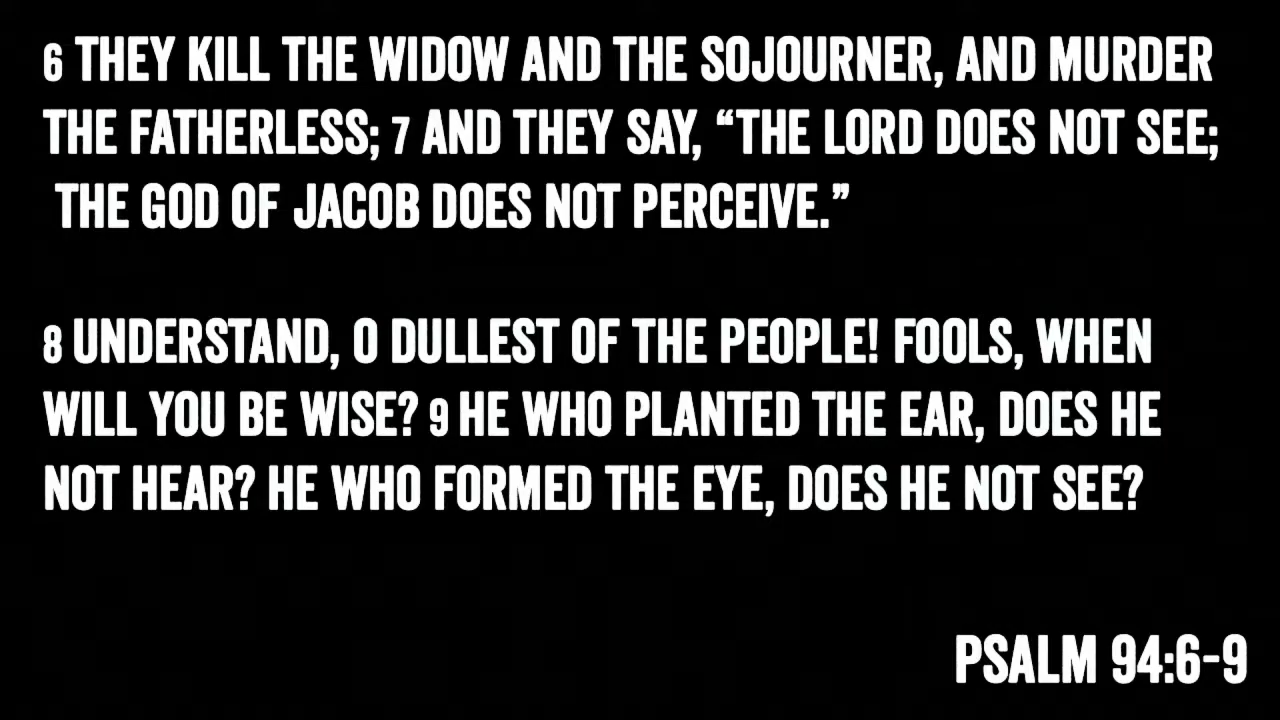 6 THEY KILL THE WIDOW AND THE SOJOURNER, AND MURDER
THE FATHERLESS; 7 AND THEY SAY, “THE LORD DOES NOT SEE;
THE GOD OF JACOB DOES NOT PERCEIVE.”
8 UNDERSTAND, O DULLEST OF THE PEOPLE! FOOLS, WHEN
WILL YOU BE WISE? 9 HE WHO PLANTED THE EAR, DOES HE
NOT HEAR? HE WHO FORMED THE EYE, DOES HE NOT SEE?
PSALM 94:6-9